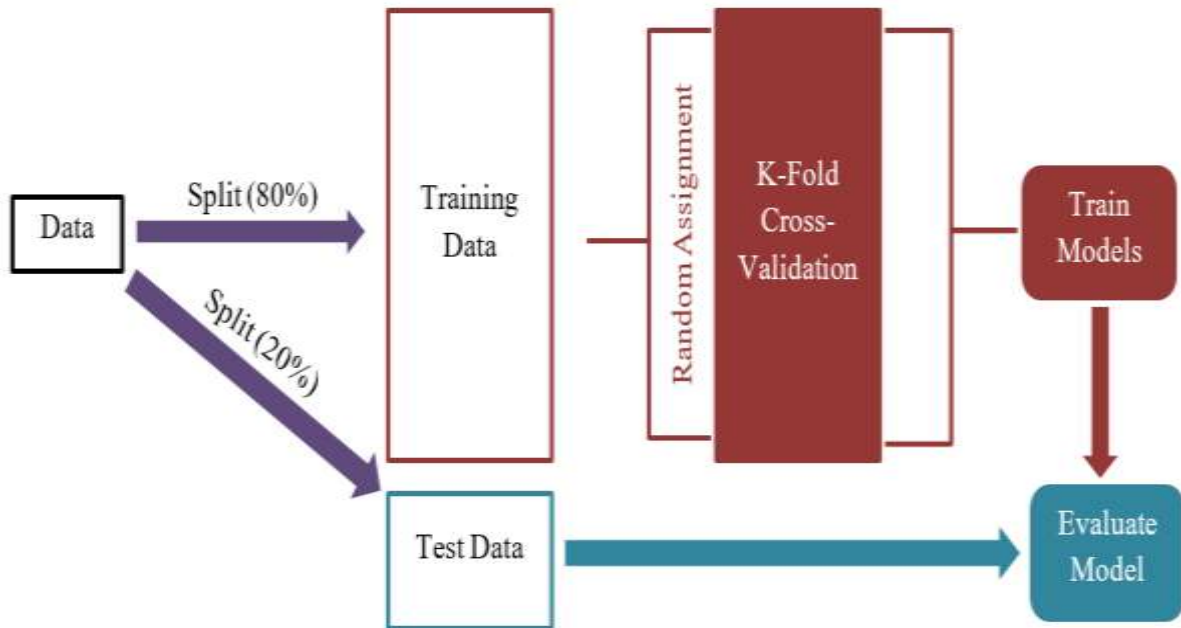 Data
Split (80%)
Split (20%)
Training
Data
Random Assignment
K-Fold
Cross-
Validation
Train
Models
Test Data
Evaluate
Model